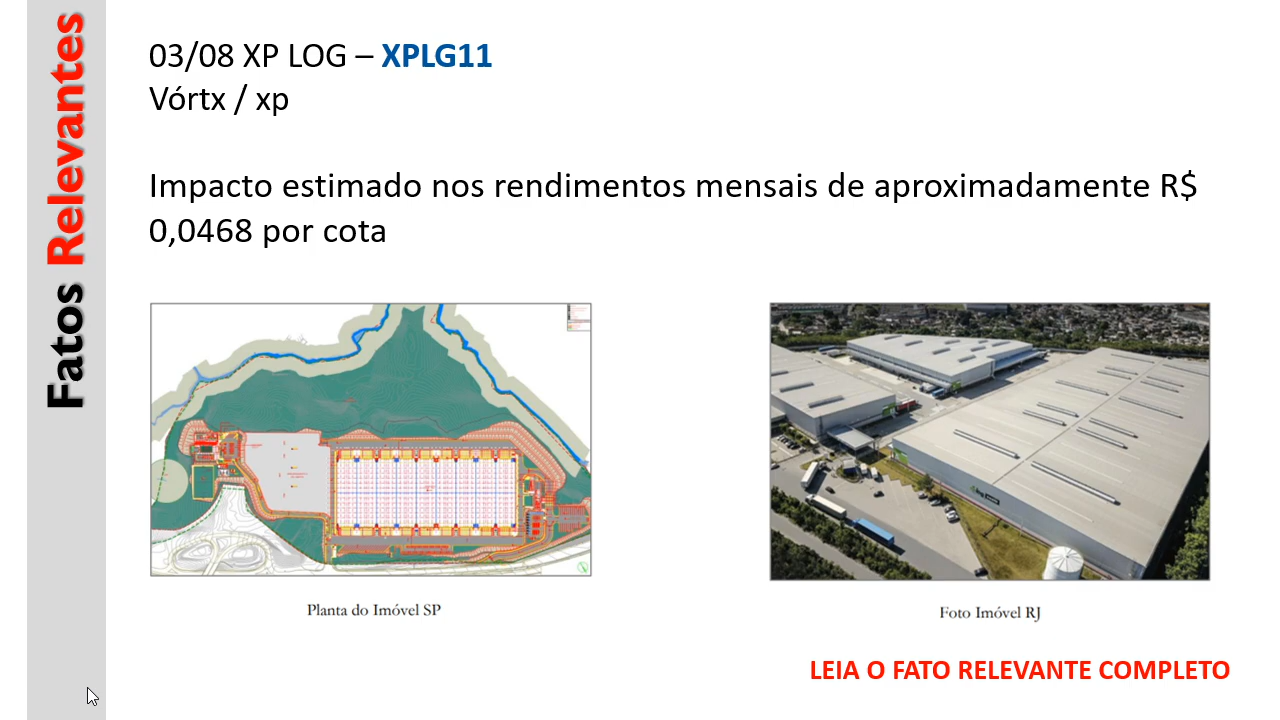 Fatos Relevantes
03/08 XP LOG – XPLG11
Vórtx / xp
Impacto estimado nos rendimentos mensais de aproximadamente R$
0,0468 por cota
Planta do Imóvel SP
Foto Imóvel RJ
LEIA O FATO RELEVANTE COMPLETO